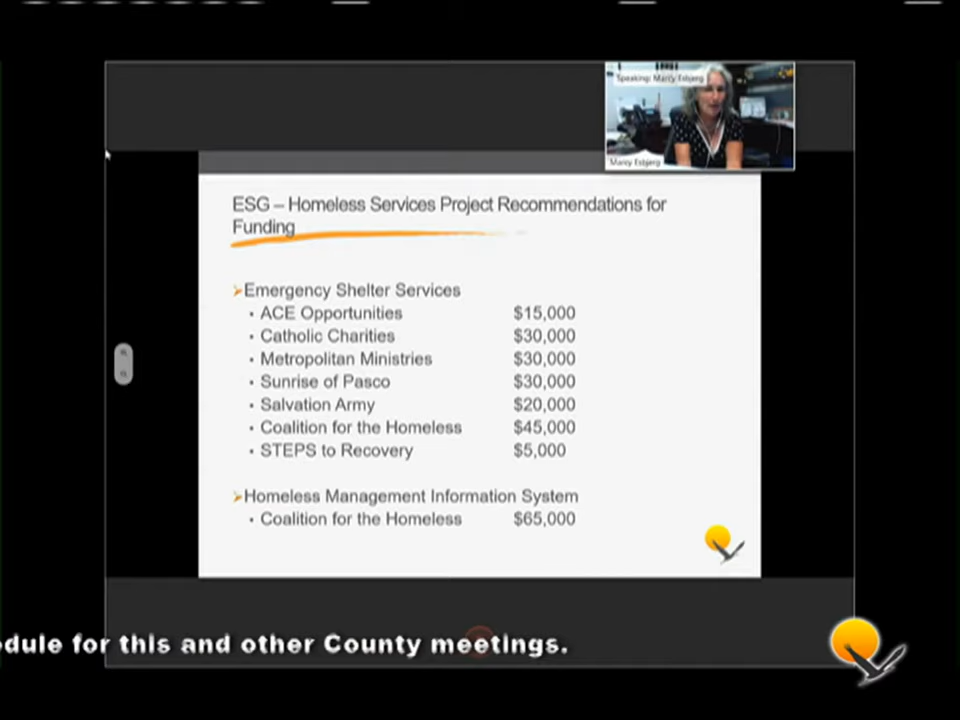 Speaking: Marcy Esbjerg
Marcy Esbjerg
ESG – Homeless Services Project Recommendations for
Funding
Emergency Shelter Services
ACE Opportunities $15,000
Catholic Charities $30,000
Metropolitan Ministries $30,000
Sunrise of Pasco $30,000
Salvation Army $20,000
Coalition for the Homeless $45,000
STEPS to Recovery $5,000
Homeless Management Information System
Coalition for the Homeless $65,000
dule for this and other County meetings.